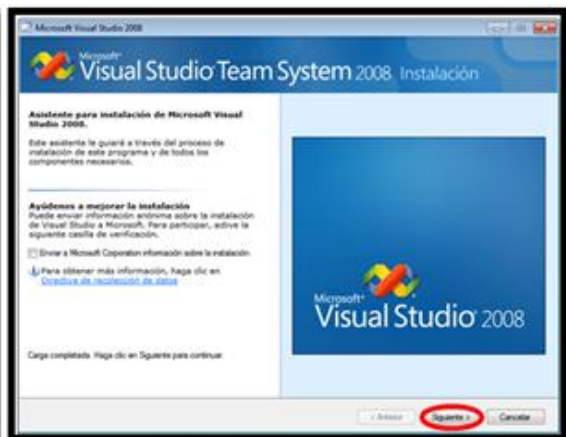 Microsoft Visual Studio 2008
Microsoft®
Visual Studio Team System 2008 Instalación
Asistente para instalación de Microsoft Visual
Studio 2008.
Este asistente le guiará a través del proceso de
instalación de este programa y de todos los
componentes necesarios.
Ayúdenos a mejorar la instalación
Puede enviar información anónima sobre la instalación
de Visual Studio a Microsoft. Para participar, active la
siguiente casilla de verificación.
Enviar a Microsoft Corporation información sobre la instalación.
Para obtener más información, haga clic en
Directiva de recolección de datos
Microsoft®
Visual Studio® 2008
Carga completada. Haga clic en Siguiente para continuar.
< Anterior
Siguiente >
Cancelar